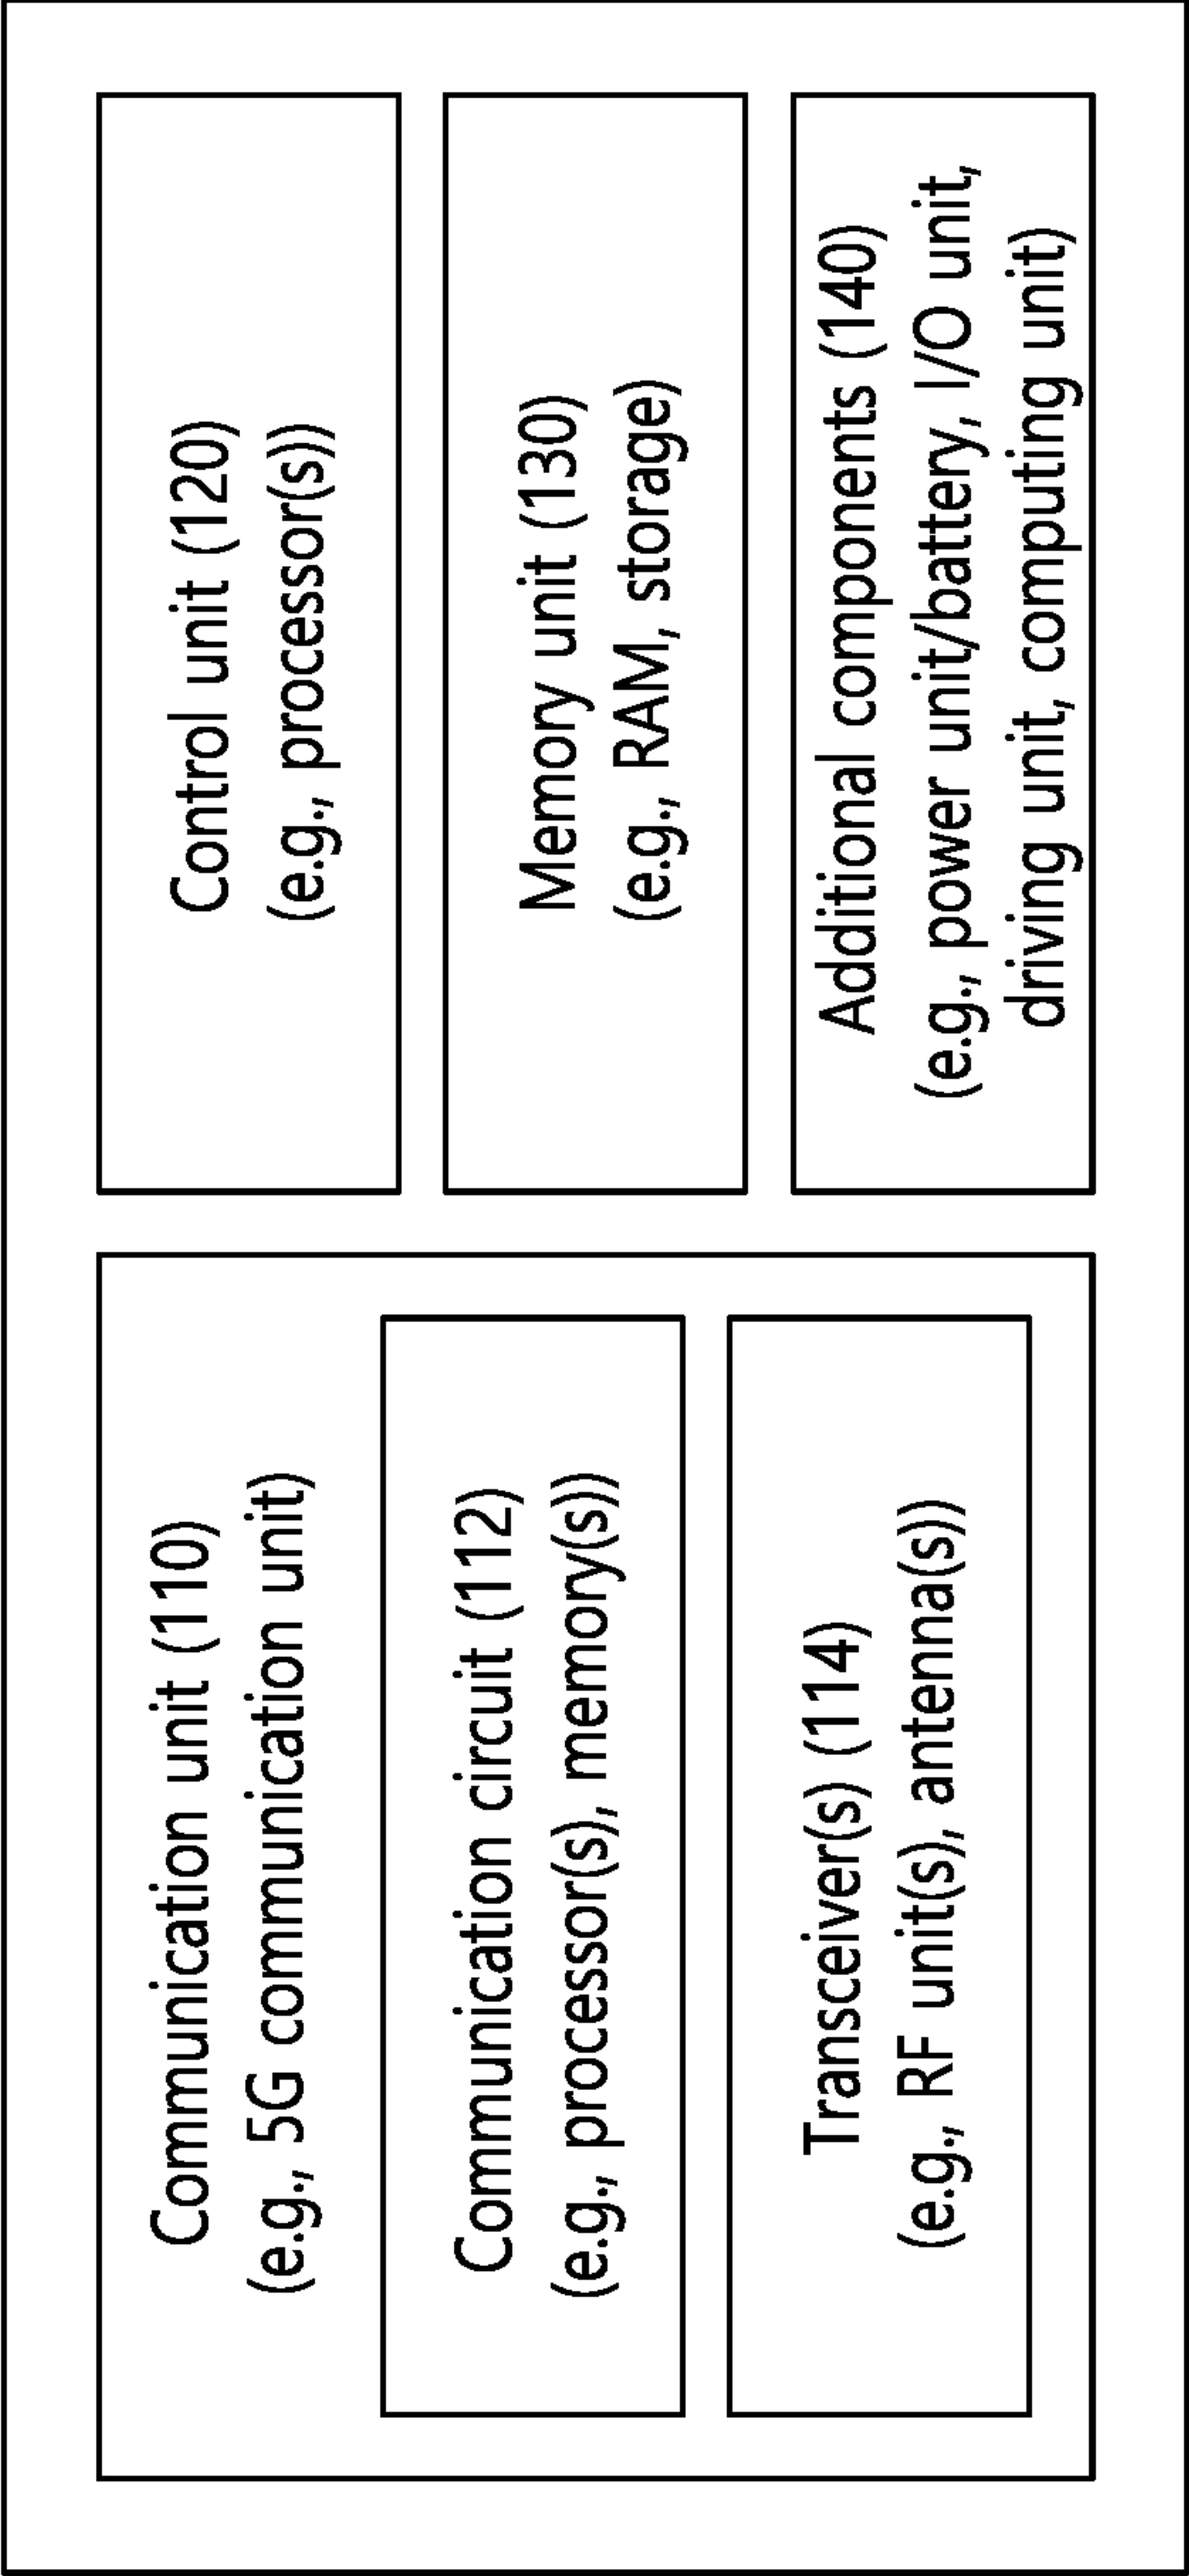 Communication unit (110)
(e.g., 5G communication unit)
Communication circuit (112)
(e.g., processor(s), memory(s))
Transceiver(s) (114)
(e.g., RF unit(s), antenna(s))
Control unit (120)
(e.g., processor(s))
Memory unit (130)
(e.g., RAM, storage)
Additional components (140)
(e.g., power unit/battery, I/O unit,
driving unit, computing unit)